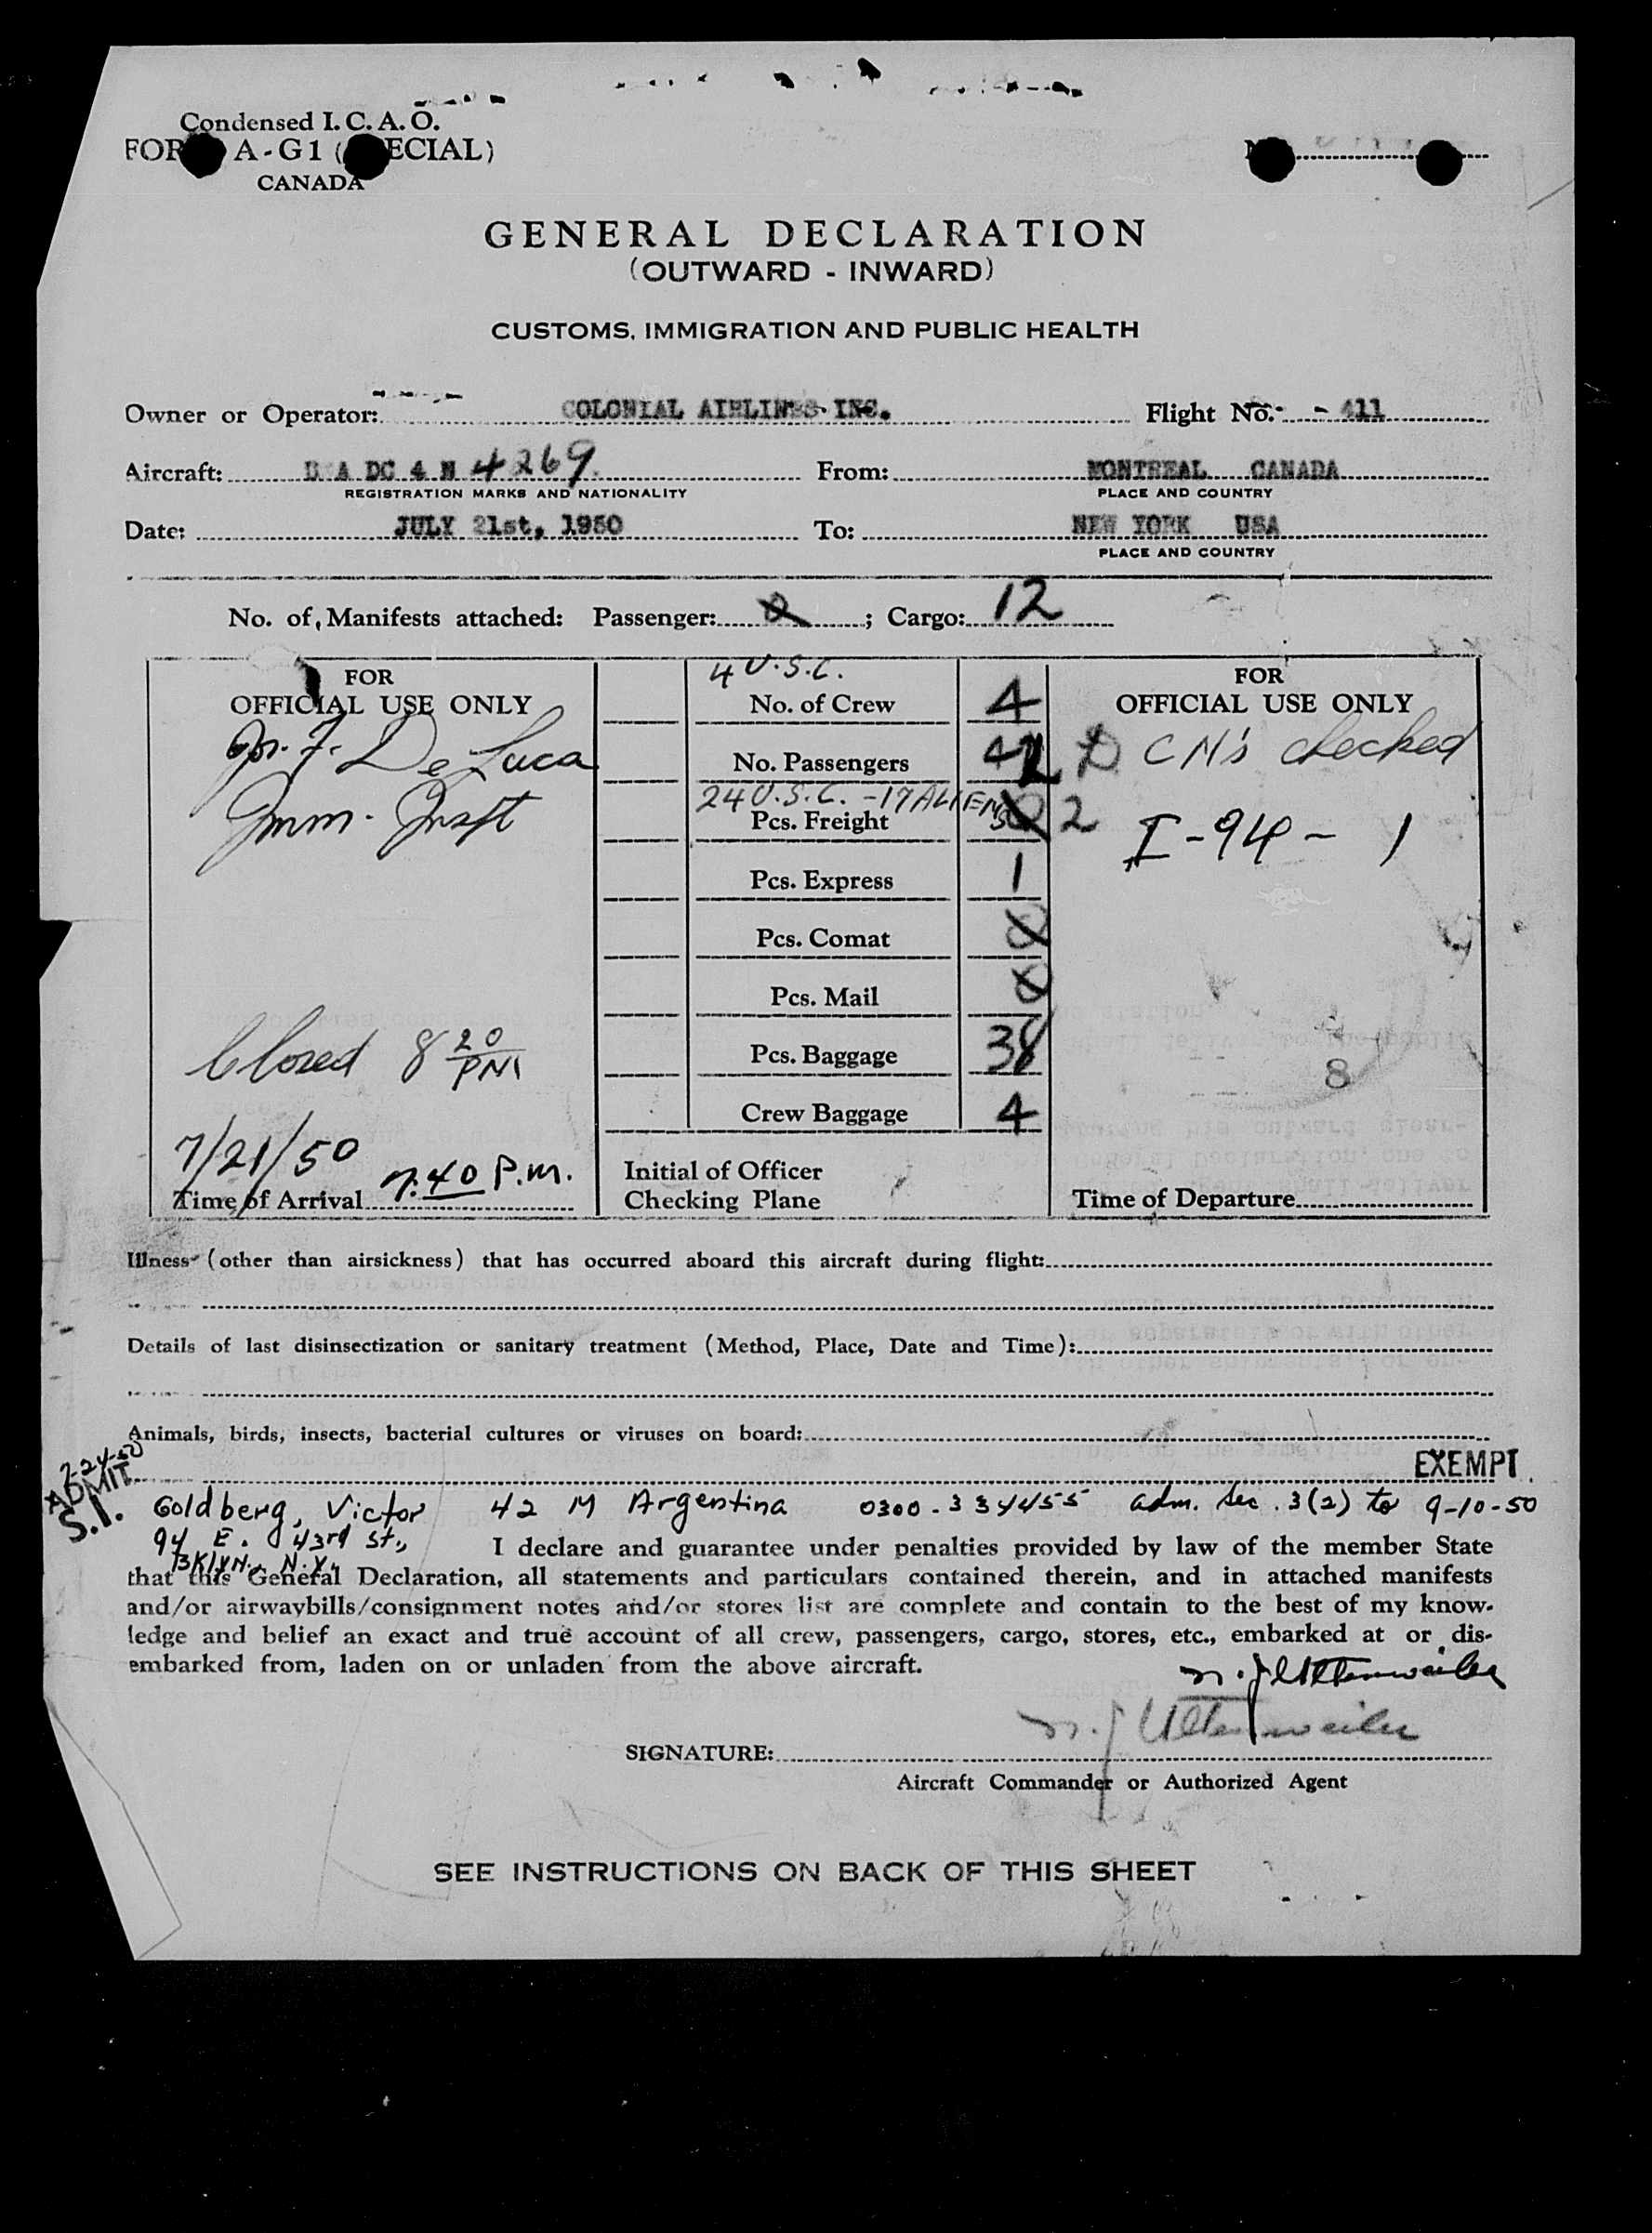 Condensed I. C. A. O.
A-G1
CANADA
GENERAL DECLARATION
(OUTWARD - INWARD)
CUSTOMS, IMMIGRATION AND PUBLIC HEALTH
Owner or Operator: COLONIAL AIRLINES INC. Flight No. - 411
Aircraft: DC 4 N 4269 From: MONTREAL CANADA
REGISTRATION MARKS AND NATIONALITY PLACE AND COUNTRY
Date: JULY 21st, 1950 To: NEW YORK USA
PLACE AND COUNTRY
No. of Manifests attached: Passenger: ; Cargo: 12
FOR
OFFICIAL USE ONLY
De Luca
Closed 8 20 PM
7/21/50
Time of Arrival 7.40 P.M.
4 U.S.C.
No. of Crew 4
No. Passengers
24 U.S.C. - 17 ALIENS
Pcs. Freight 2
Pcs. Express 1
Pcs. Comat
Pcs. Mail
Pcs. Baggage 38
Crew Baggage 4
Initial of Officer
Checking Plane
FOR
OFFICIAL USE ONLY
CN's checked
I-94 - 1
8
Time of Departure
Illness (other than airsickness) that has occurred aboard this aircraft during flight:
Details of last disinsectization or sanitary treatment (Method, Place, Date and Time):
Animals, birds, insects, bacterial cultures or viruses on board:
EXEMPT
7-24-50
ADMIT
S.I.
Goldberg, Victor 42 M Argentina 0300-334455 adm. Sec. 3(2) to 9-10-50
94 E. 43rd St.,
BKLYN., N.Y.
I declare and guarantee under penalties provided by law of the member State
that this General Declaration, all statements and particulars contained therein, and in attached manifests
and/or airwaybills/consignment notes and/or stores list are complete and contain to the best of my know-
ledge and belief an exact and true account of all crew, passengers, cargo, stores, etc., embarked at or dis-
embarked from, laden on or unladen from the above aircraft.
SIGNATURE:
Aircraft Commander or Authorized Agent
SEE INSTRUCTIONS ON BACK OF THIS SHEET